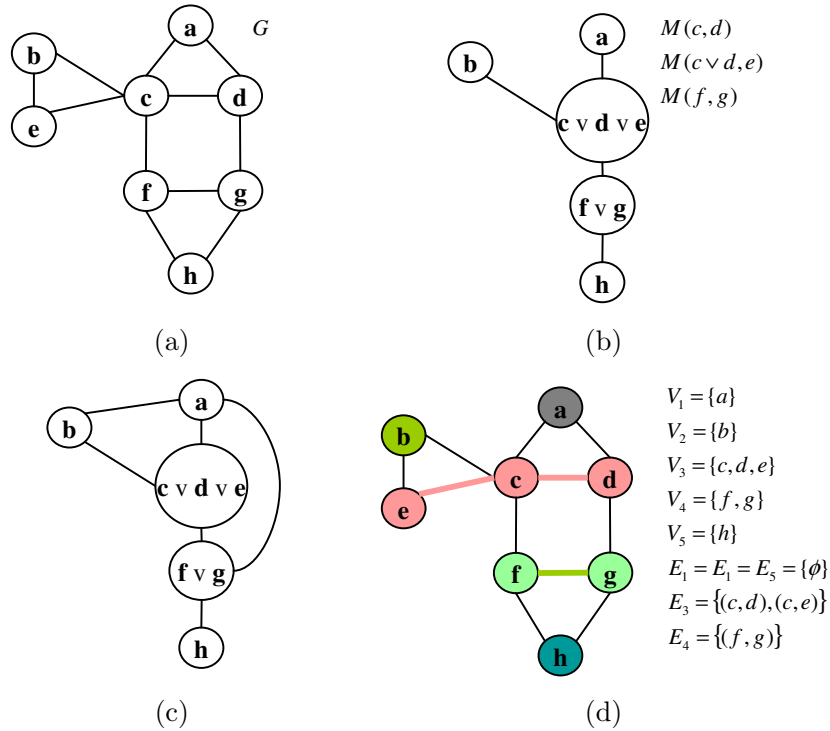 a
G
b
c
d
e
f
g
h
(a)
a
M(c,d)
b
M(c ∨ d,e)
M(f,g)
c ∨ d ∨ e
f ∨ g
h
(b)
a
b
c ∨ d ∨ e
f ∨ g
h
(c)
a
V₁ = {a}
b
V₂ = {b}
c
d
V₃ = {c,d,e}
e
V₄ = {f,g}
V₅ = {h}
f
g
E₁ = E₁ = E₅ = {ϕ}
E₃ = {(c,d),(c,e)}
E₄ = {(f,g)}
h
(d)